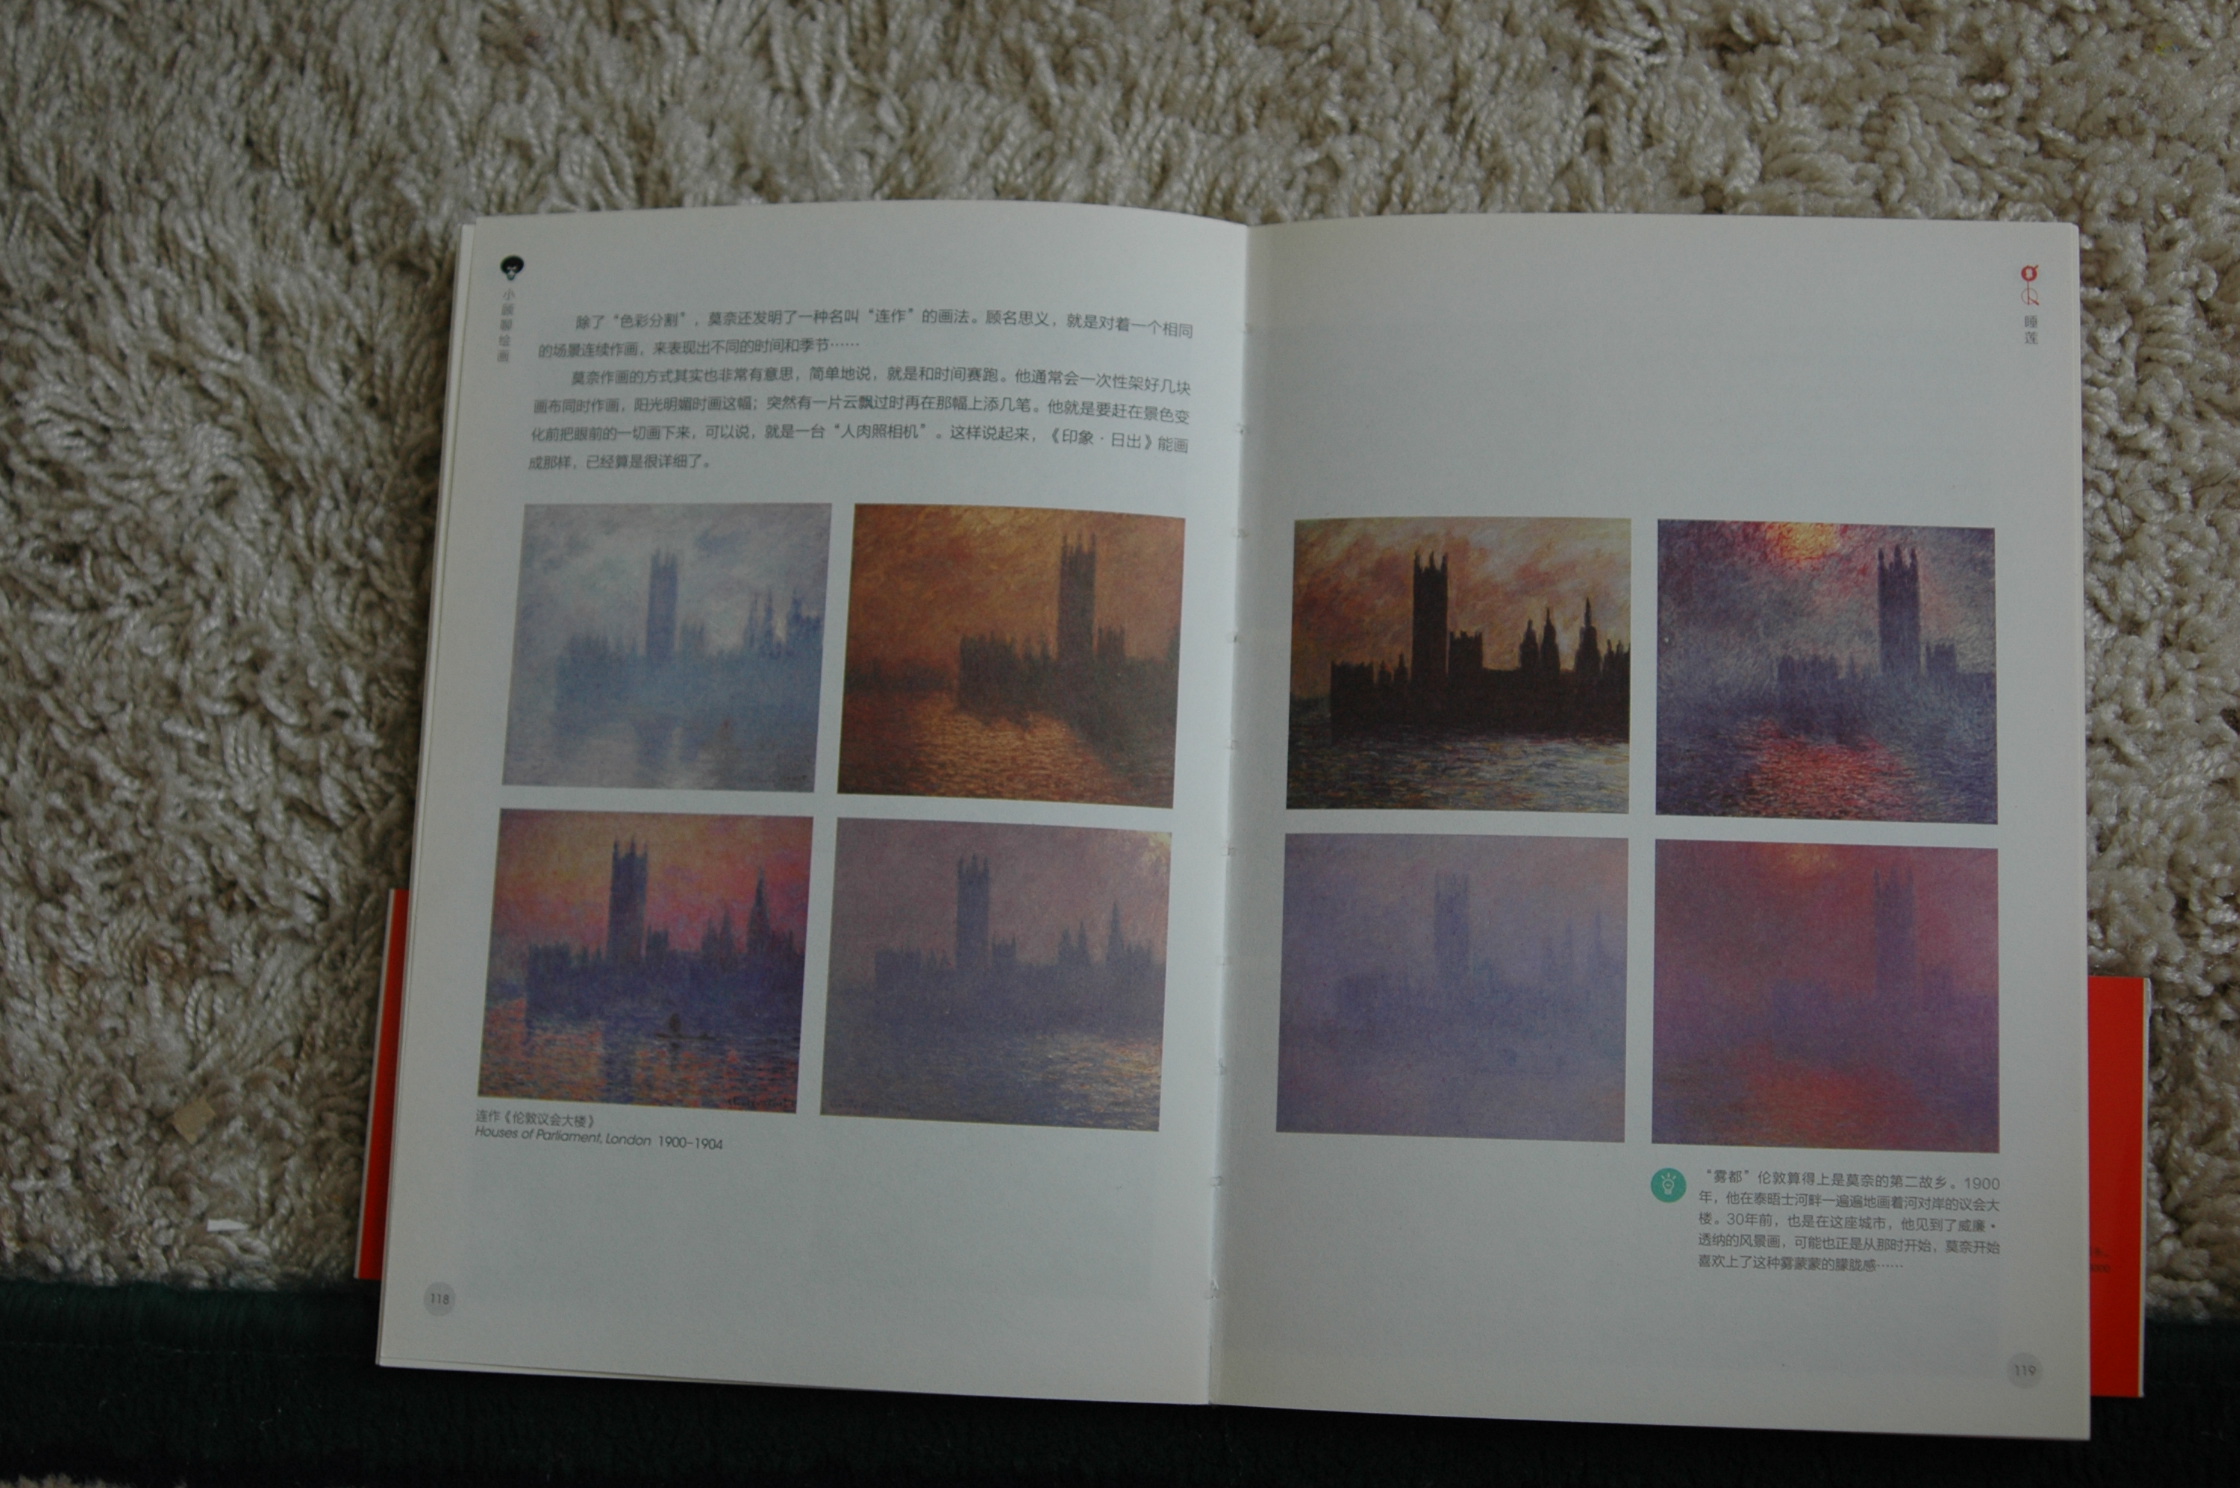 小顾聊绘画
除了“色彩分割”，莫奈还发明了一种名叫“连作”的画法。顾名思义，就是对着一个相同
的场景连续作画，来表现出不同的时间和季节……
莫奈作画的方式其实也非常有意思，简单地说，就是和时间赛跑。他通常会一次性架好几块
画布同时作画，阳光明媚时画这幅；突然有一片云飘过时再在那幅上添几笔。他就是要赶在景色变
化前把眼前的一切画下来，可以说，就是一台“人肉照相机”。这样说起来，《印象·日出》能画
成那样，已经算是很详细了。
连作《伦敦议会大楼》
Houses of Parliament, London 1900-1904
118
睡莲
“雾都”伦敦算得上是莫奈的第二故乡。1900
年，他在泰晤士河畔一遍遍地画着河对岸的议会大
楼。30年前，也是在这座城市，他见到了威廉·
透纳的风景画，可能也正是从那时开始，莫奈开始
喜欢上了这种雾蒙蒙的朦胧感……
119